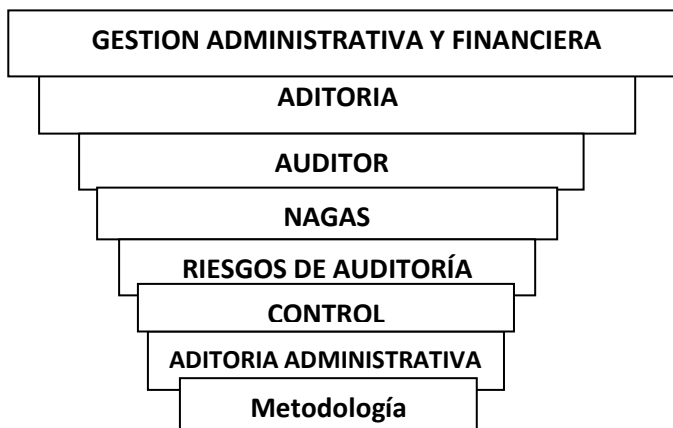 GESTION ADMINISTRATIVA Y FINANCIERA
ADITORIA
AUDITOR
NAGAS
RIESGOS DE AUDITORÍA
CONTROL
ADITORIA ADMINISTRATIVA
Metodología